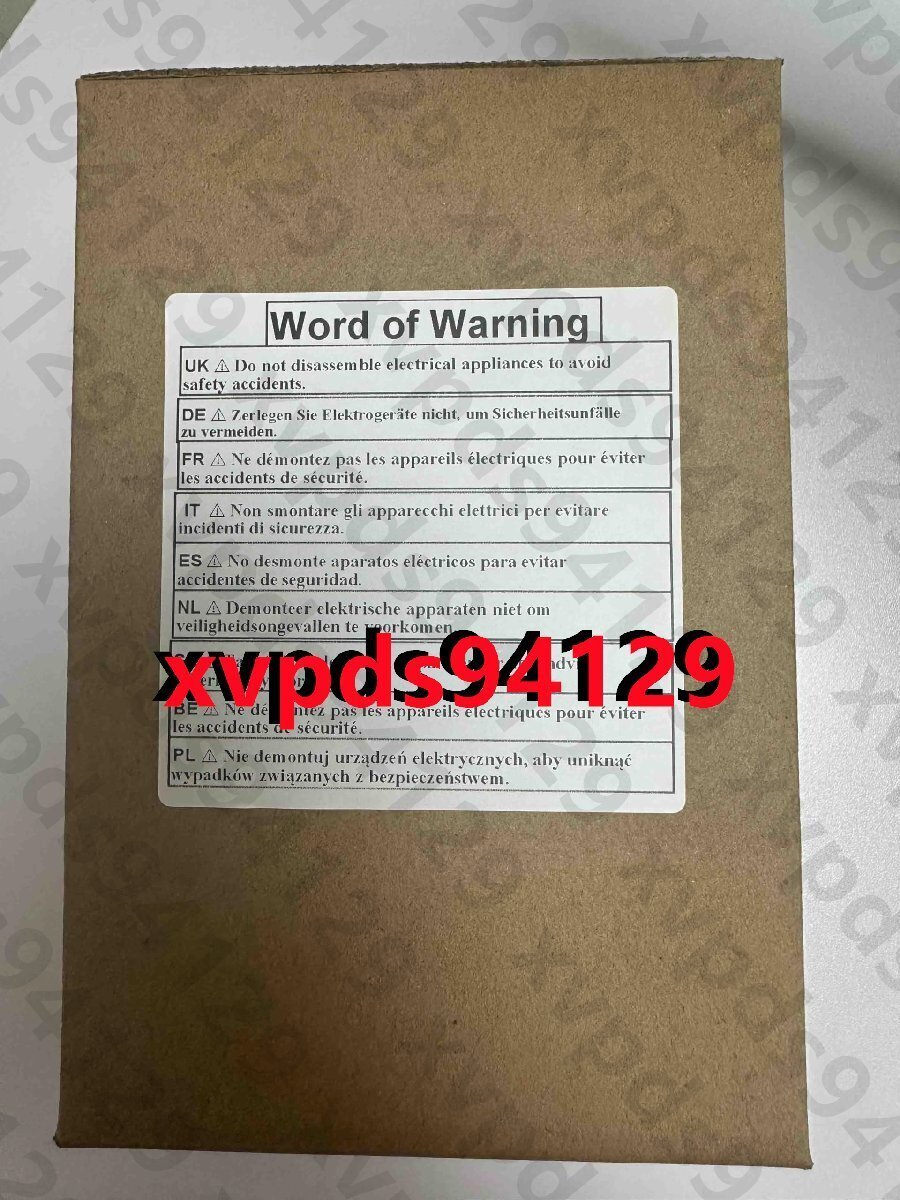 Word of Warning
UK ⚠ Do not disassemble electrical appliances to avoid
safety accidents.
DE ⚠ Zerlegen Sie Elektrogeräte nicht, um Sicherheitsunfälle
zu vermeiden.
FR ⚠ Ne démontez pas les appareils électriques pour éviter
les accidents de sécurité.
IT ⚠ Non smontare gli apparecchi elettrici per evitare
incidenti di sicurezza.
ES ⚠ No desmonte aparatos eléctricos para evitar
accidentes de seguridad.
NL ⚠ Demonteer elektrische apparaten niet om
veiligheidsongevallen te voorkomen.
xvpds94129
BE ⚠ Ne démontez pas les appareils électriques pour éviter
les accidents de sécurité.
PL ⚠ Nie demontuj urządzeń elektrycznych, aby uniknąć
wypadków związanych z bezpieczeństwem.